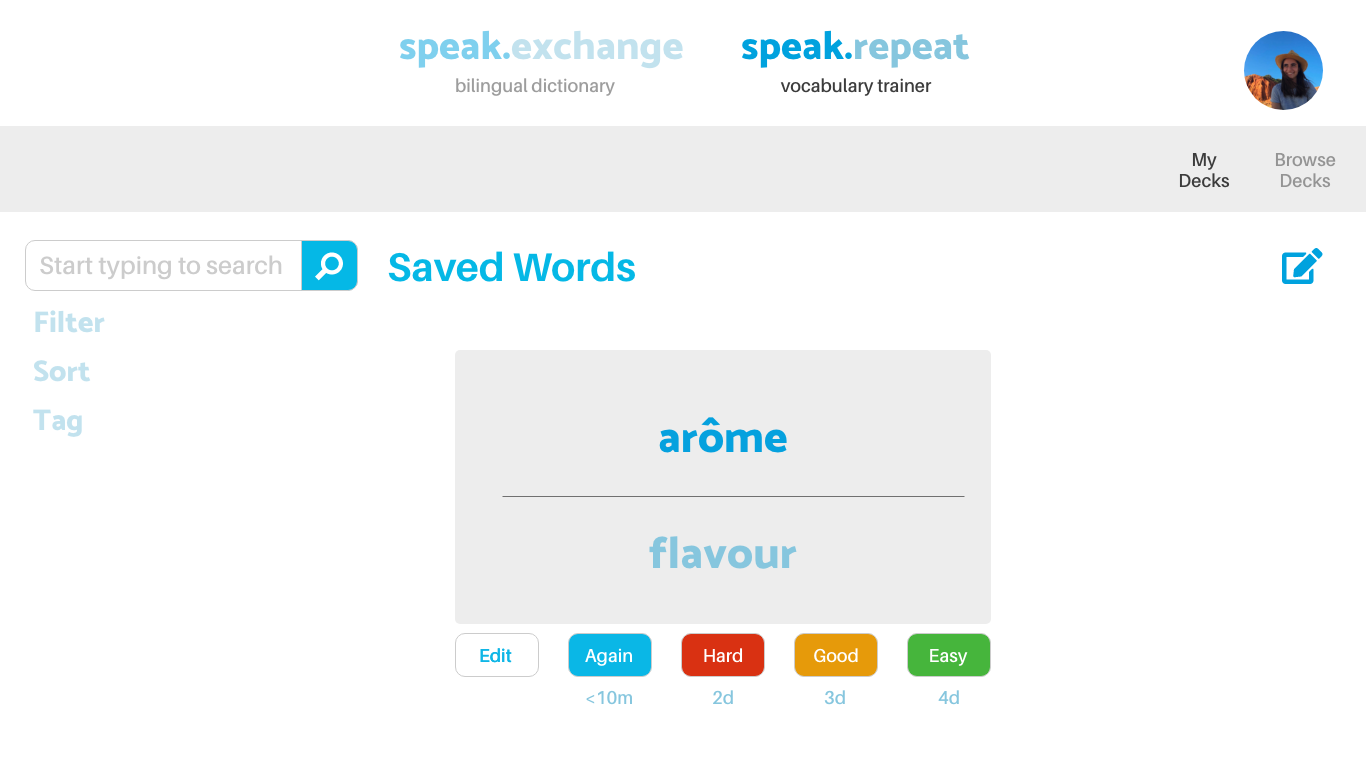 speak.exchange speak.repeat
bilingual dictionary vocabulary trainer
My Decks
Browse Decks
Start typing to search
Saved Words
Filter
Sort
Tag
arôme
flavour
Edit Again Hard Good Easy
<10m 2d 3d 4d